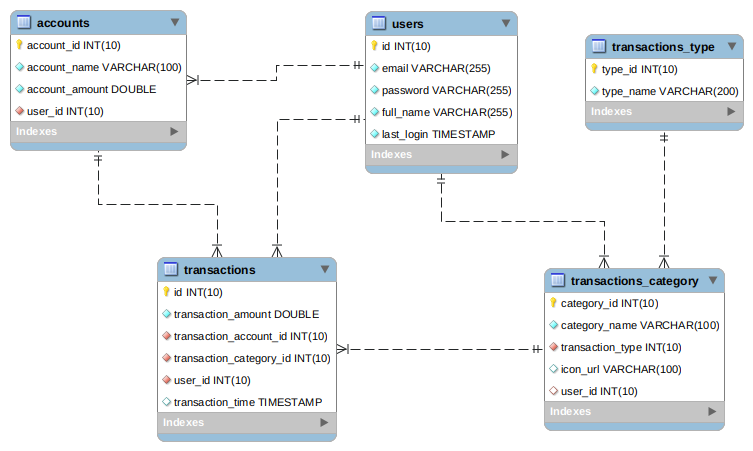 accounts
account_id INT(10)
account_name VARCHAR(100)
account_amount DOUBLE
user_id INT(10)
Indexes
users
id INT(10)
email VARCHAR(255)
password VARCHAR(255)
full_name VARCHAR(255)
last_login TIMESTAMP
Indexes
transactions_type
type_id INT(10)
type_name VARCHAR(200)
Indexes
transactions
id INT(10)
transaction_amount DOUBLE
transaction_account_id INT(10)
transaction_category_id INT(10)
user_id INT(10)
transaction_time TIMESTAMP
Indexes
transactions_category
category_id INT(10)
category_name VARCHAR(100)
transaction_type INT(10)
icon_url VARCHAR(100)
user_id INT(10)
Indexes